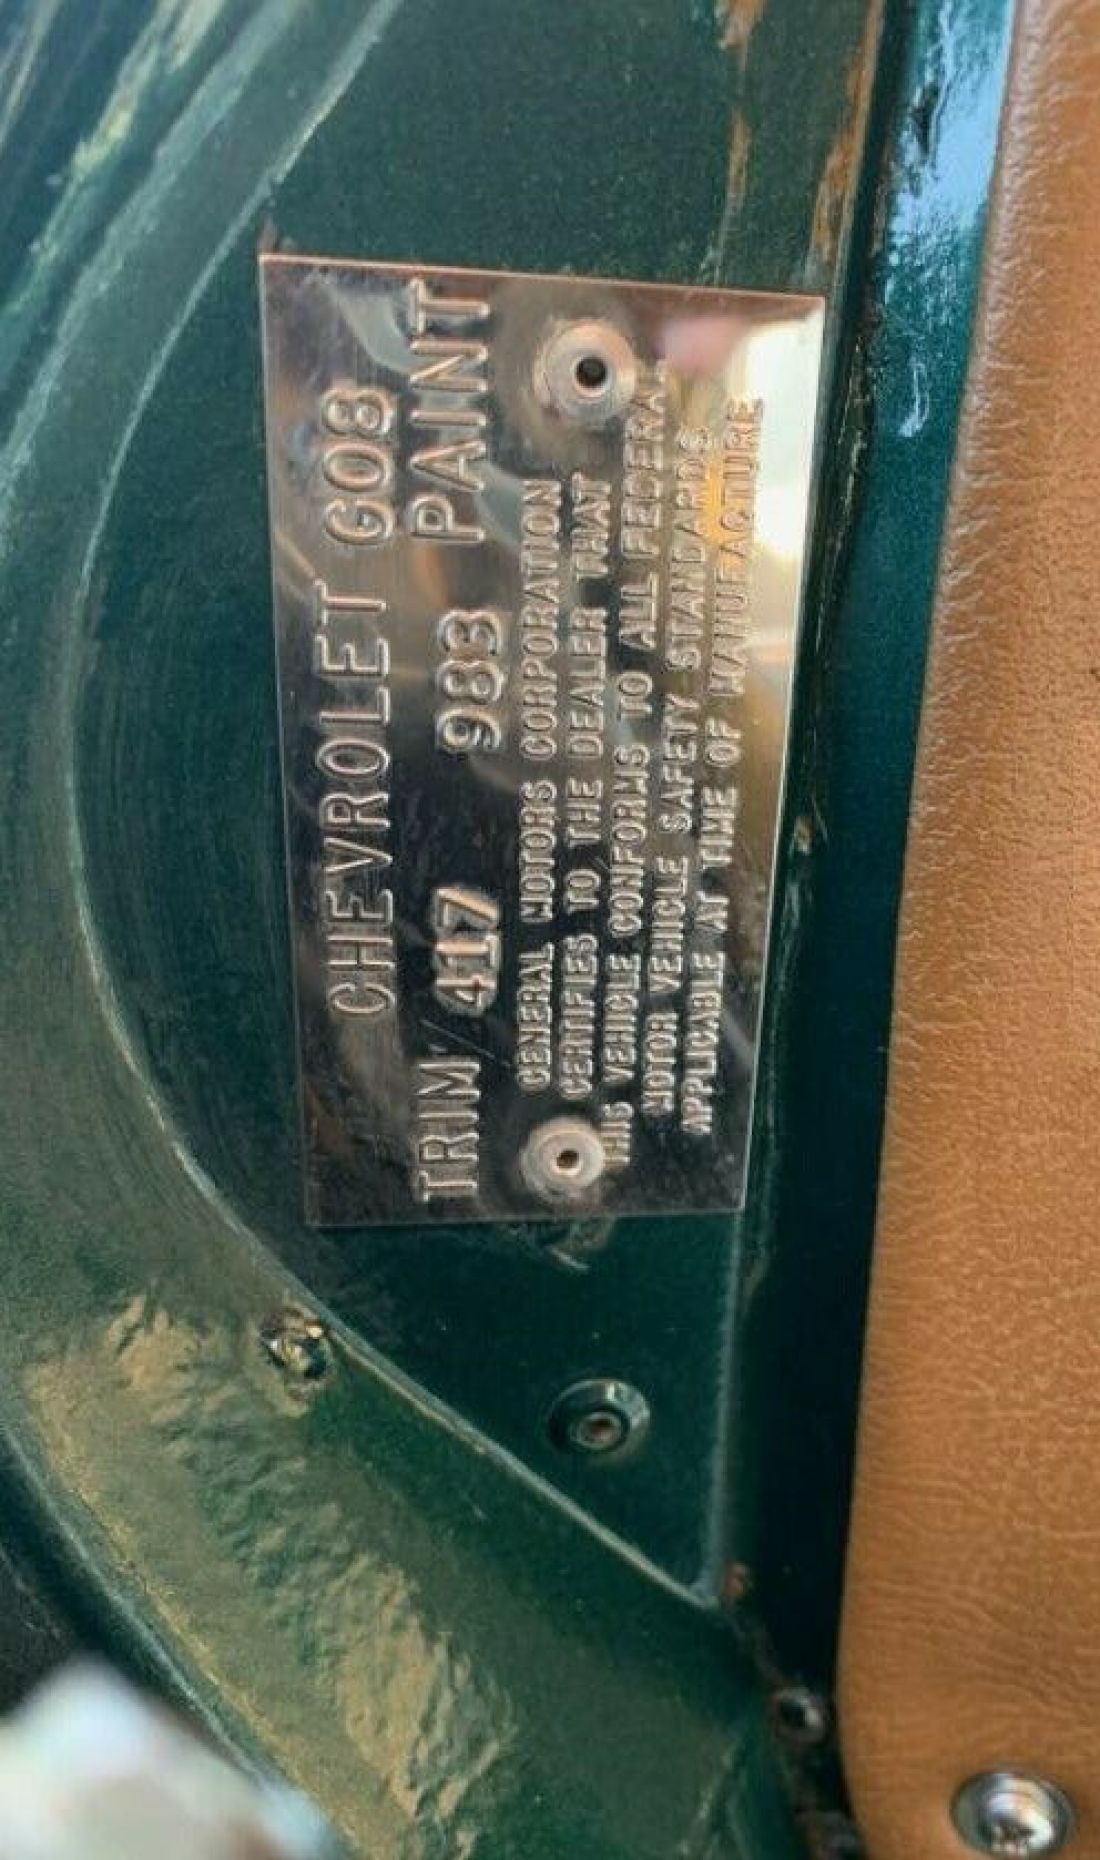 CHEVROLET G08
TRIM 417 983 PAINT
GENERAL MOTORS CORPORATION
CERTIFIES TO THE DEALER THAT
THIS VEHICLE CONFORMS TO ALL FEDERAL
MOTOR VEHICLE SAFETY STANDARDS
APPLICABLE AT TIME OF MANUFACTURE